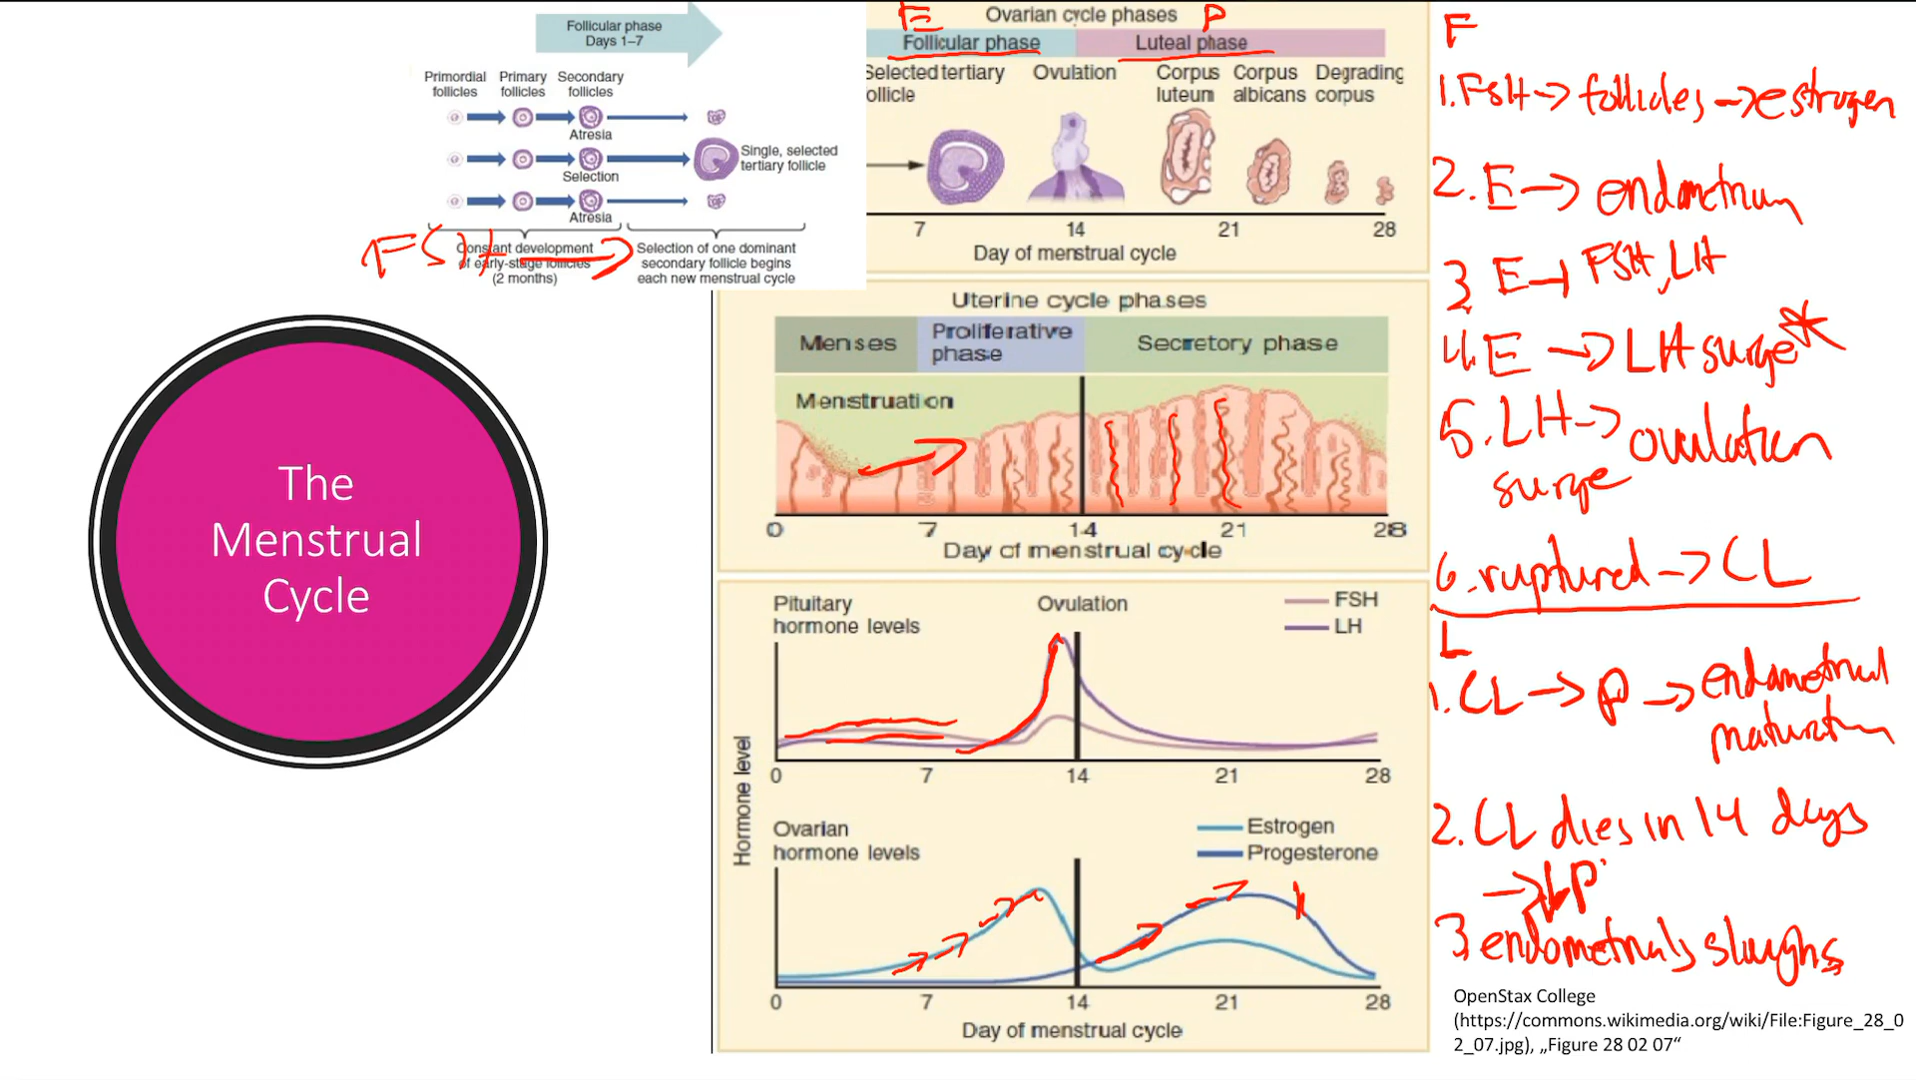 Follicular phase
Days 1–7
Primordial follicles
Primary follicles
Secondary follicles
Atresia
Selection
Atresia
Single, selected
tertiary follicle
Constant development
of early-stage follicles
(2 months)
Selection of one dominant
secondary follicle begins
each new menstrual cycle
FSH
The
Menstrual
Cycle
E
P
Ovarian cycle phases
Follicular phase
Luteal phase
Selected tertiary
ollicle
Ovulation
Corpus luteum
Corpus albicans
Degrading corpus
7 14 21 28
Day of menstrual cycle
Uterine cycle phases
Menses
Proliferative
phase
Secretory phase
Menstruation
0 7 14 21 28
Day of menstrual cycle
Pituitary
hormone levels
Ovulation
FSH
LH
0 7 14 21 28
Hormone level
Ovarian
hormone levels
Estrogen
Progesterone
0 7 14 21 28
Day of menstrual cycle
F
1. FSH → follicles → estrogen
2. E → endometrium
3. E ⊣ FSH, LH
4. E → LH surge *
5. LH → ovulation
surge
6. ruptured → CL
L
1. CL → P → endometrial
maturation
2. CL dies in 14 days
→ ↓P
3. sloughs
OpenStax College
(https://commons.wikimedia.org/wiki/File:Figure_28_0
2_07.jpg), „Figure 28 02 07“